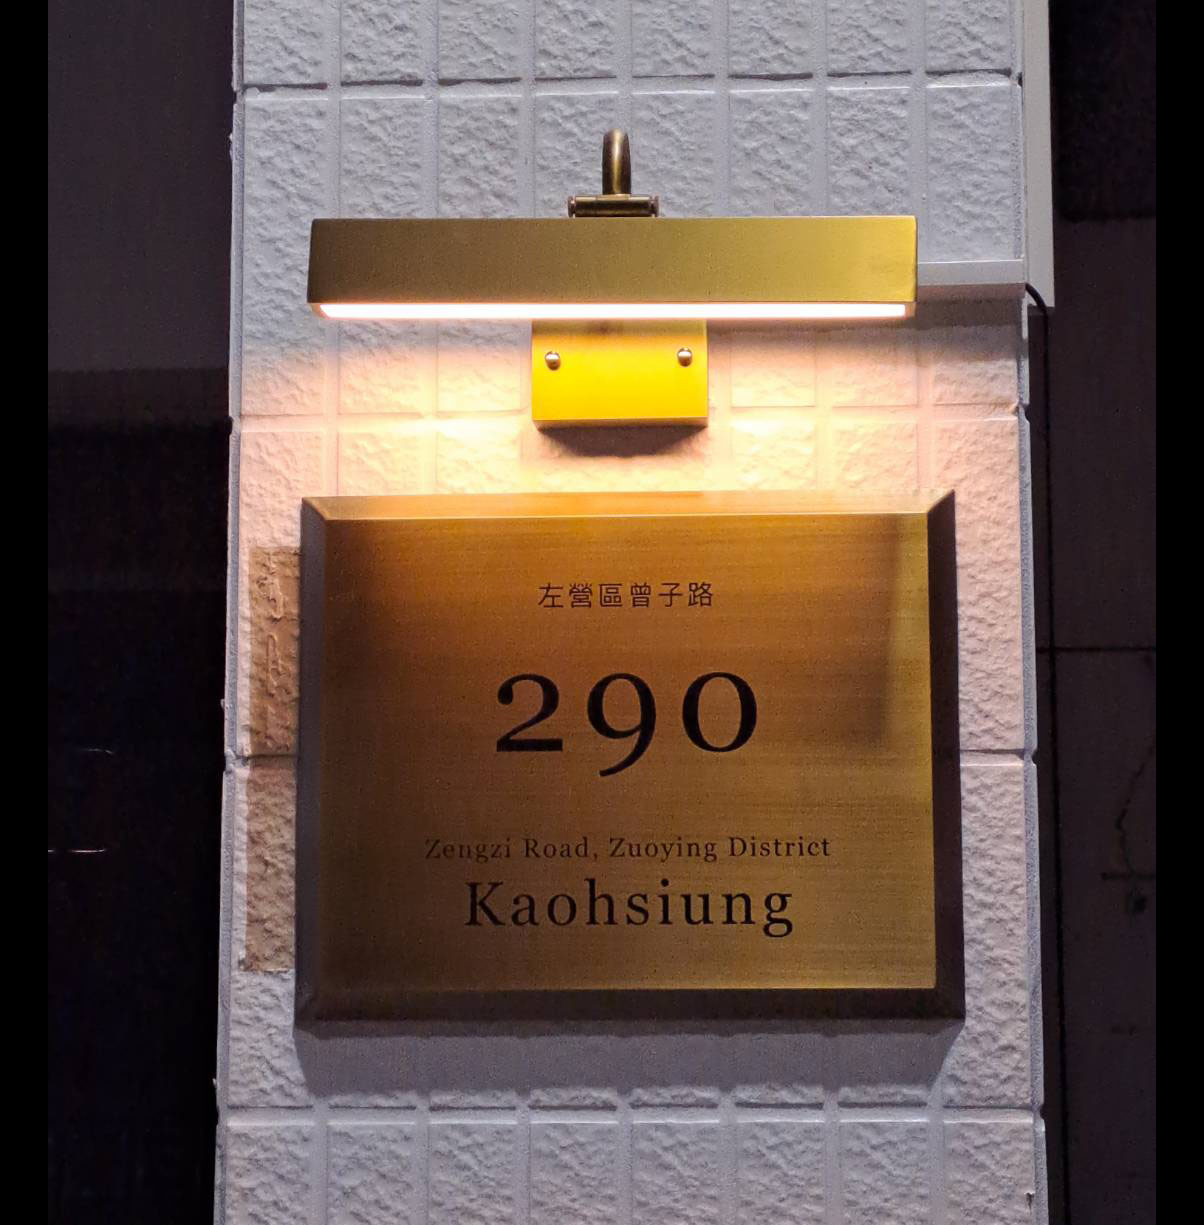 左營區曾子路
290
Zengzi Road, Zuoying District
Kaohsiung